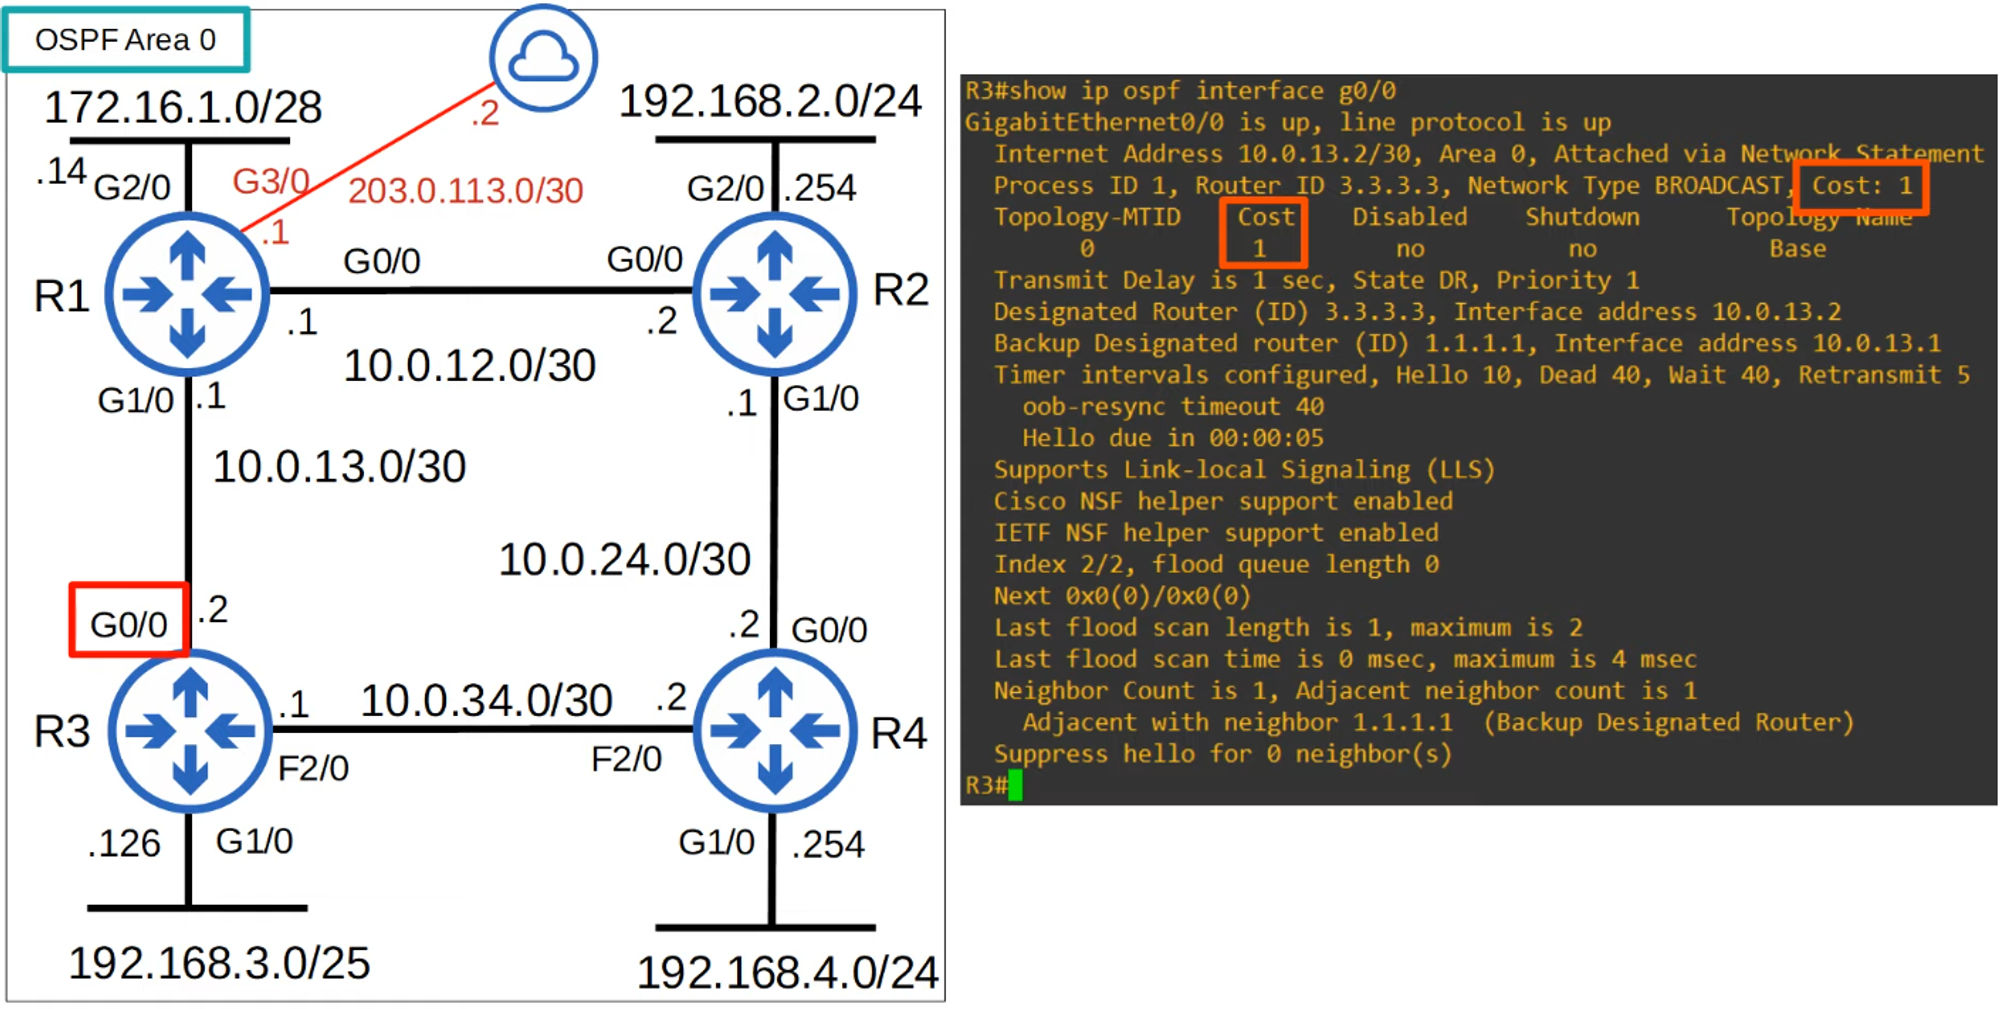 OSPF Area 0
172.16.1.0/28
192.168.2.0/24
.2
.14
G2/0
G3/0
203.0.113.0/30
G2/0
.254
.1
R1
G0/0
G0/0
R2
.1
.2
10.0.12.0/30
G1/0
.1
.1
G1/0
10.0.13.0/30
10.0.24.0/30
G0/0
.2
.2
G0/0
R3
.1
10.0.34.0/30
.2
R4
F2/0
F2/0
.126
G1/0
G1/0
.254
192.168.3.0/25
192.168.4.0/24
R3#show ip ospf interface g0/0
GigabitEthernet0/0 is up, line protocol is up
Internet Address 10.0.13.2/30, Area 0, Attached via Network Statement
Process ID 1, Router ID 3.3.3.3, Network Type BROADCAST, Cost: 1
Topology-MTID Cost Disabled Shutdown Topology Name
0 1 no no Base
Transmit Delay is 1 sec, State DR, Priority 1
Designated Router (ID) 3.3.3.3, Interface address 10.0.13.2
Backup Designated router (ID) 1.1.1.1, Interface address 10.0.13.1
Timer intervals configured, Hello 10, Dead 40, Wait 40, Retransmit 5
oob-resync timeout 40
Hello due in 00:00:05
Supports Link-local Signaling (LLS)
Cisco NSF helper support enabled
IETF NSF helper support enabled
Index 2/2, flood queue length 0
Next 0x0(0)/0x0(0)
Last flood scan length is 1, maximum is 2
Last flood scan time is 0 msec, maximum is 4 msec
Neighbor Count is 1, Adjacent neighbor count is 1
Adjacent with neighbor 1.1.1.1 (Backup Designated Router)
Suppress hello for 0 neighbor(s)
R3#